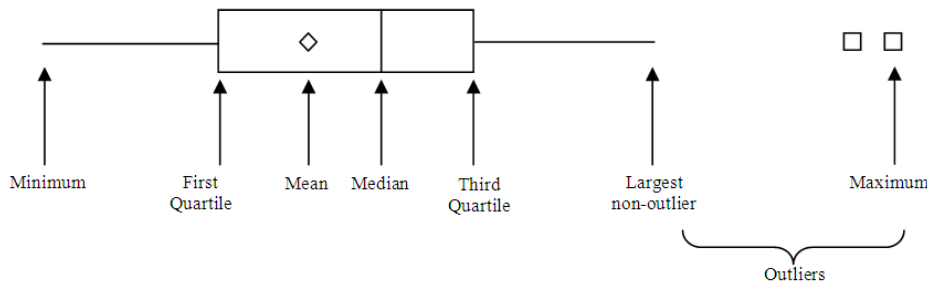 Minimum
First
Quartile
Mean
Median
Third
Quartile
Largest
non-outlier
Maximum
Outliers